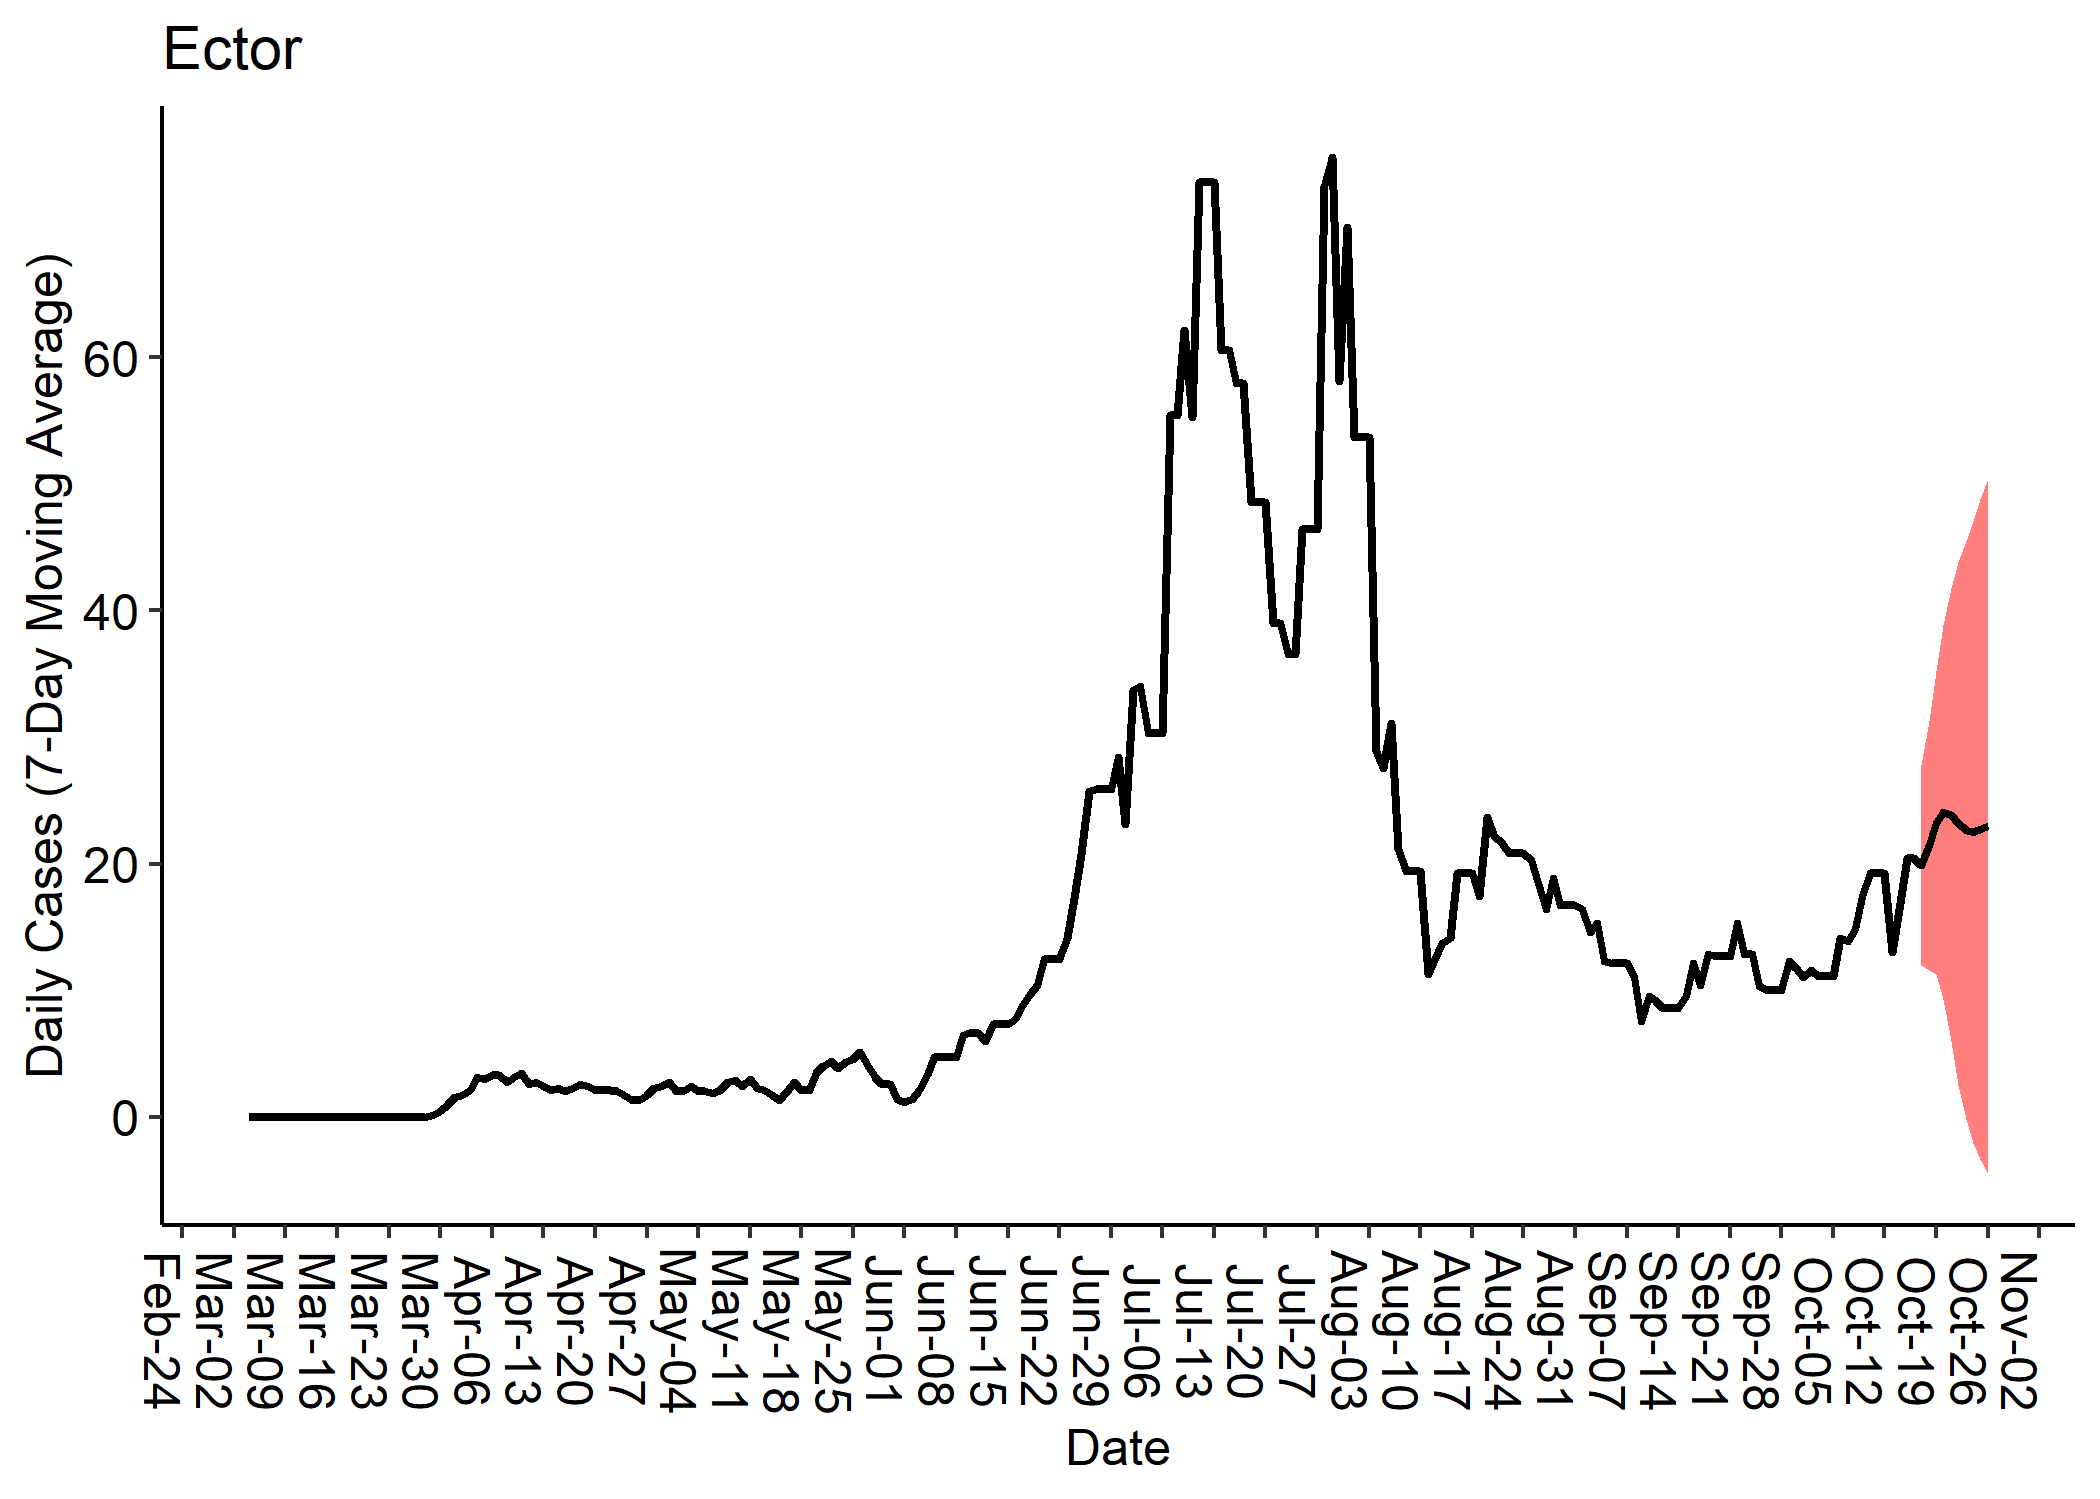 Ector
Daily Cases (7-Day Moving Average)
60
40
20
0
Feb-24
Mar-02
Mar-09
Mar-16
Mar-23
Mar-30
Apr-06
Apr-13
Apr-20
Apr-27
May-04
May-11
May-18
May-25
Jun-01
Jun-08
Jun-15
Jun-22
Jun-29
Jul-06
Jul-13
Jul-20
Jul-27
Aug-03
Aug-10
Aug-17
Aug-24
Aug-31
Sep-07
Sep-14
Sep-21
Sep-28
Oct-05
Oct-12
Oct-19
Oct-26
Nov-02
Date